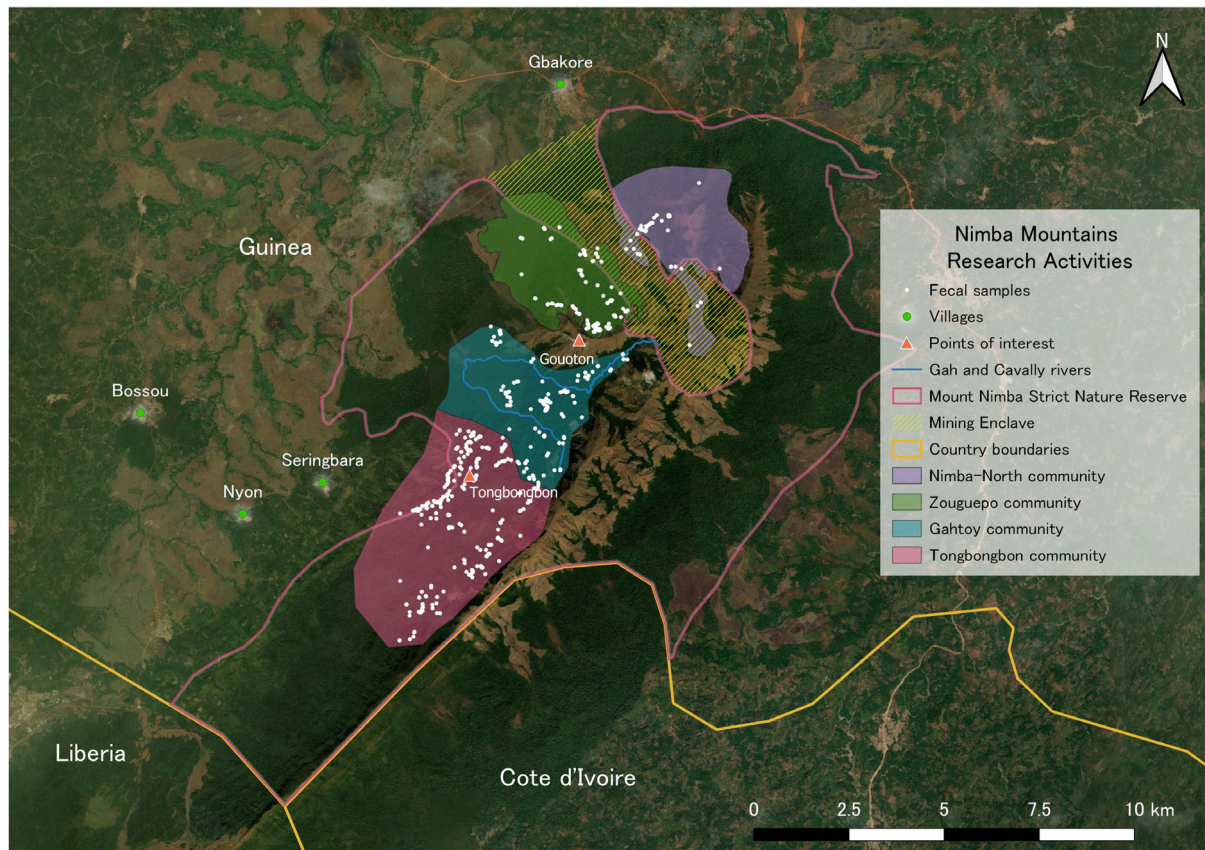 N
Gbakore
Guinea
Gouoton
Bossou
Seringbara
Nyon
Tongbongbon
Liberia
Cote d'Ivoire
Nimba Mountains
Research Activities
Fecal samples
Villages
Points of interest
Gah and Cavally rivers
Mount Nimba Strict Nature Reserve
Mining Enclave
Country boundaries
Nimba-North community
Zouguepo community
Gahtoy community
Tongbongbon community
0 2.5 5 7.5 10 km